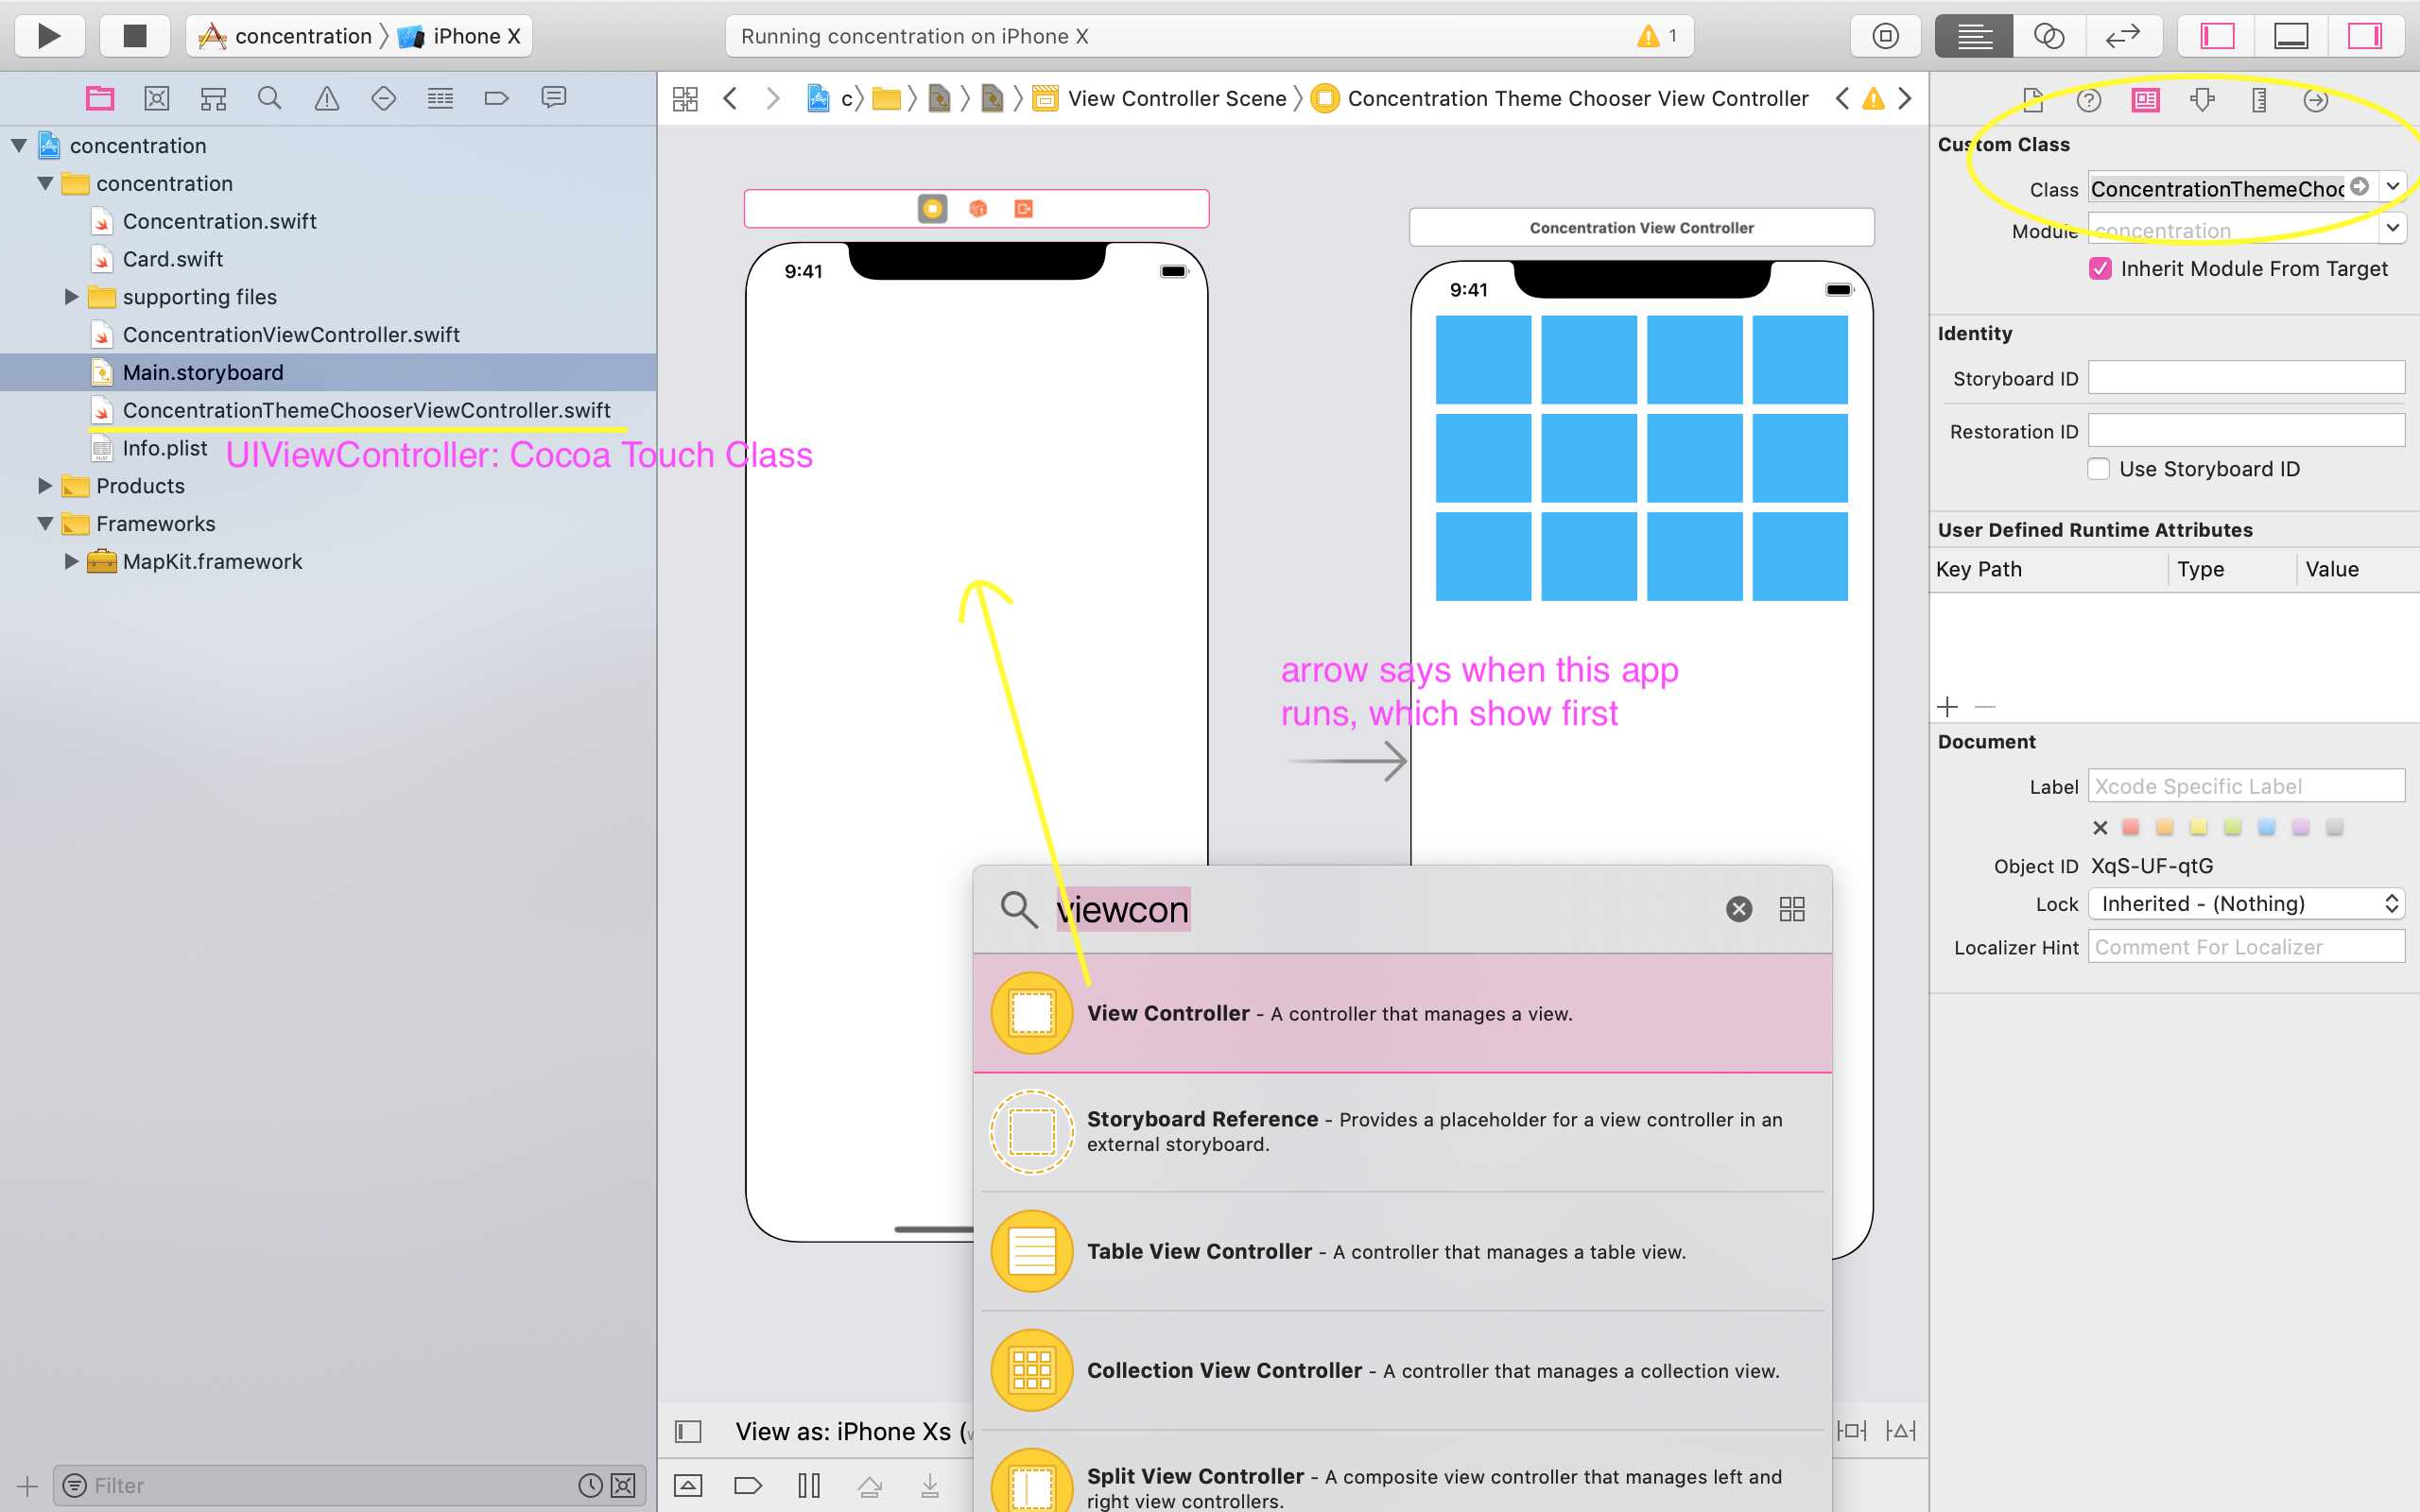 concentration
iPhone X
Running concentration on iPhone X
1
concentration
concentration
Concentration.swift
Card.swift
supporting files
ConcentrationViewController.swift
Main.storyboard
ConcentrationThemeChooserViewController.swift
Info.plist
UIViewController: Cocoa Touch Class
Products
Frameworks
MapKit.framework
Filter
c
View Controller Scene
Concentration Theme Chooser View Controller
9:41
Concentration View Controller
9:41
arrow says when this app
runs, which show first
viewcon
View Controller - A controller that manages a view.
Storyboard Reference - Provides a placeholder for a view controller in an
external storyboard.
Table View Controller - A controller that manages a table view.
Collection View Controller - A controller that manages a collection view.
Split View Controller - A composite view controller that manages left and
right view controllers.
View as: iPhone Xs (
Custom Class
Class ConcentrationThemeChoo
Module concentration
Inherit Module From Target
Identity
Storyboard ID
Restoration ID
Use Storyboard ID
User Defined Runtime Attributes
Key Path Type Value
Document
Label Xcode Specific Label
Object ID XqS-UF-qtG
Lock Inherited - (Nothing)
Localizer Hint Comment For Localizer